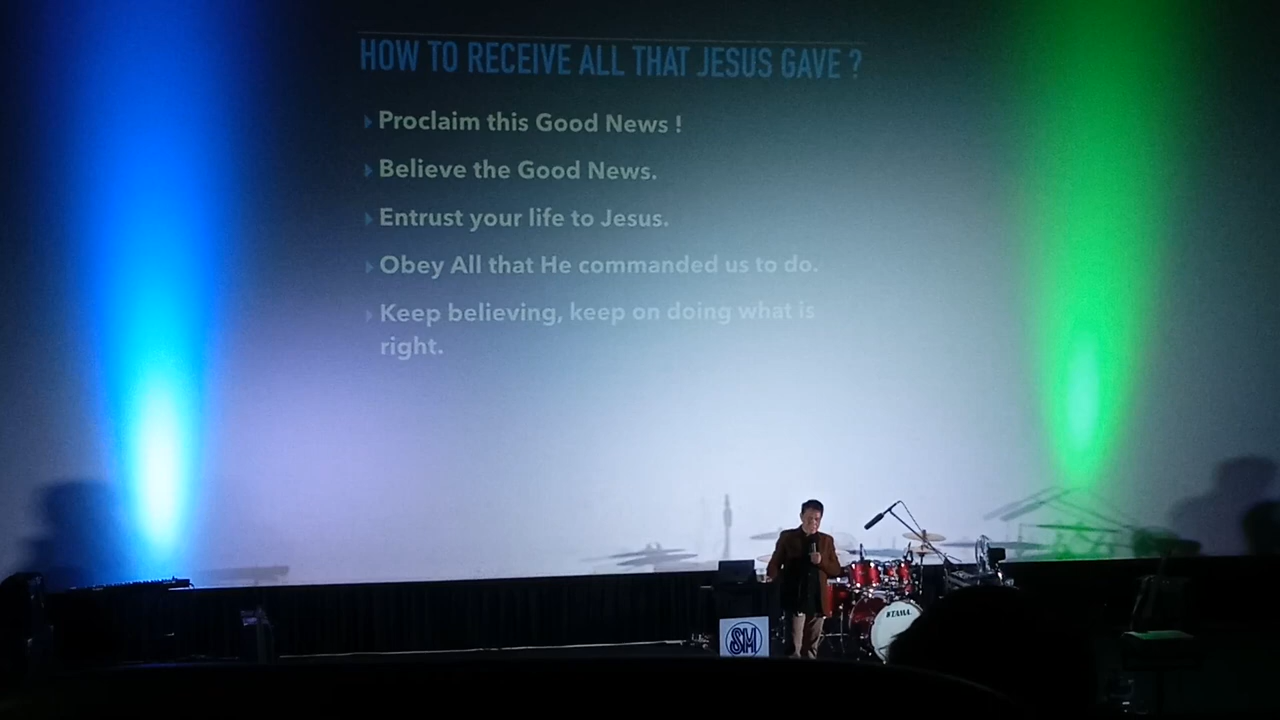 HOW TO RECEIVE ALL THAT JESUS GAVE ?
Proclaim this Good News !
Believe the Good News.
Entrust your life to Jesus.
Obey All that He commanded us to do.
Keep believing, keep on doing what is
right.
SM
TAMA